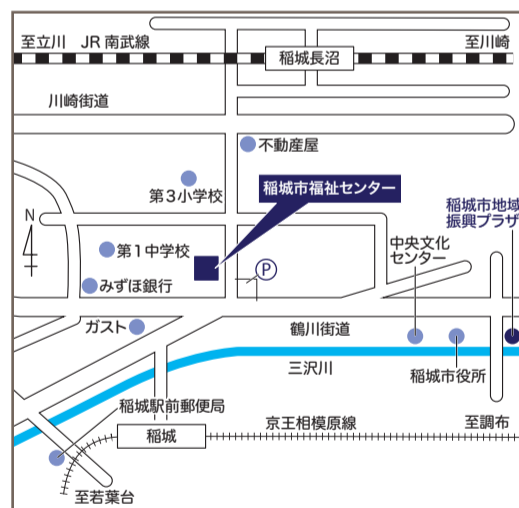 至立川 JR南武線
稲城長沼
至川崎
川崎街道
不動産屋
第3小学校
稲城市福祉センター
稲城市地域
振興プラザ
N
第1中学校
中央文化
センター
P
みずほ銀行
ガスト
鶴川街道
三沢川
稲城市役所
稲城駅前郵便局
稲城
京王相模原線
至調布
至若葉台